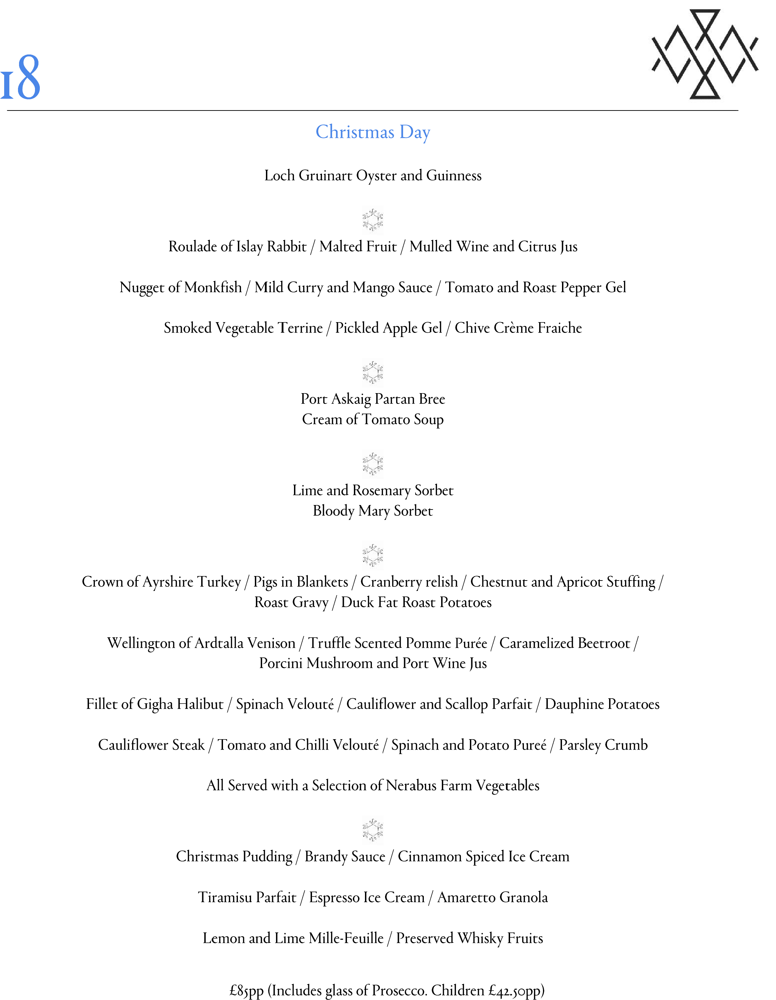 18
Christmas Day
Loch Gruinart Oyster and Guinness
Roulade of Islay Rabbit / Malted Fruit / Mulled Wine and Citrus Jus
Nugget of Monkfish / Mild Curry and Mango Sauce / Tomato and Roast Pepper Gel
Smoked Vegetable Terrine / Pickled Apple Gel / Chive Crème Fraiche
Port Askaig Partan Bree
Cream of Tomato Soup
Lime and Rosemary Sorbet
Bloody Mary Sorbet
Crown of Ayrshire Turkey / Pigs in Blankets / Cranberry relish / Chestnut and Apricot Stuffing /
Roast Gravy / Duck Fat Roast Potatoes
Wellington of Ardtalla Venison / Truffle Scented Pomme Purée / Caramelized Beetroot /
Porcini Mushroom and Port Wine Jus
Fillet of Gigha Halibut / Spinach Velouté / Cauliflower and Scallop Parfait / Dauphine Potatoes
Cauliflower Steak / Tomato and Chilli Velouté / Spinach and Potato Pureé / Parsley Crumb
All Served with a Selection of Nerabus Farm Vegetables
Christmas Pudding / Brandy Sauce / Cinnamon Spiced Ice Cream
Tiramisu Parfait / Espresso Ice Cream / Amaretto Granola
Lemon and Lime Mille-Feuille / Preserved Whisky Fruits
£85pp (Includes glass of Prosecco. Children £42.50pp)